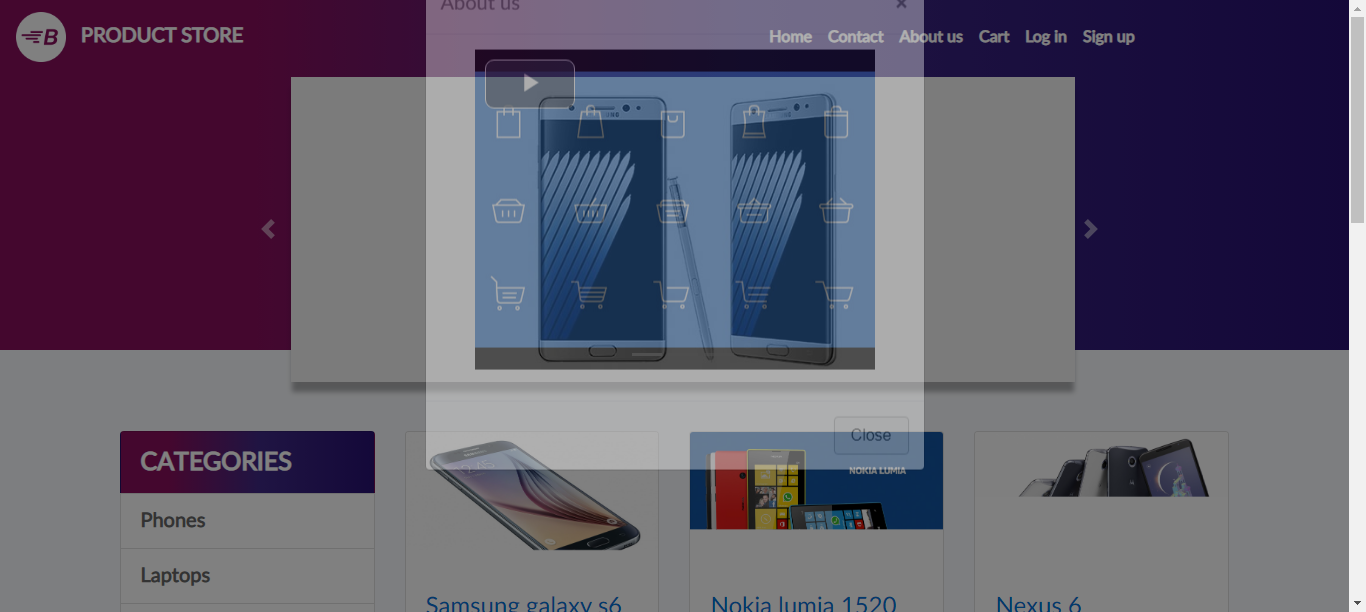 About us ×
B PRODUCT STORE
Home Contact About us Cart Log in Sign up
Close
CATEGORIES
Phones
Laptops
NOKIA LUMIA
Samsung galaxy s6
Nokia lumia 1520
Nexus 6